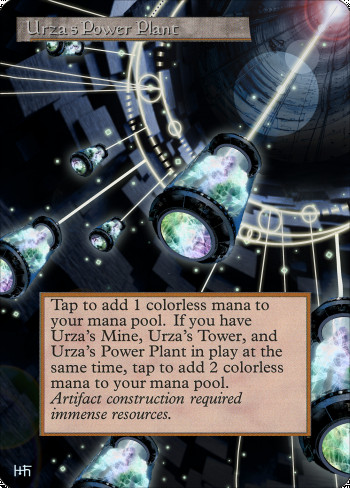 Urza's Power Plant
Tap to add 1 colorless mana to
your mana pool. If you have
Urza's Mine, Urza's Tower, and
Urza's Power Plant in play at the
same time, tap to add 2 colorless
mana to your mana pool.
Artifact construction required
immense resources.